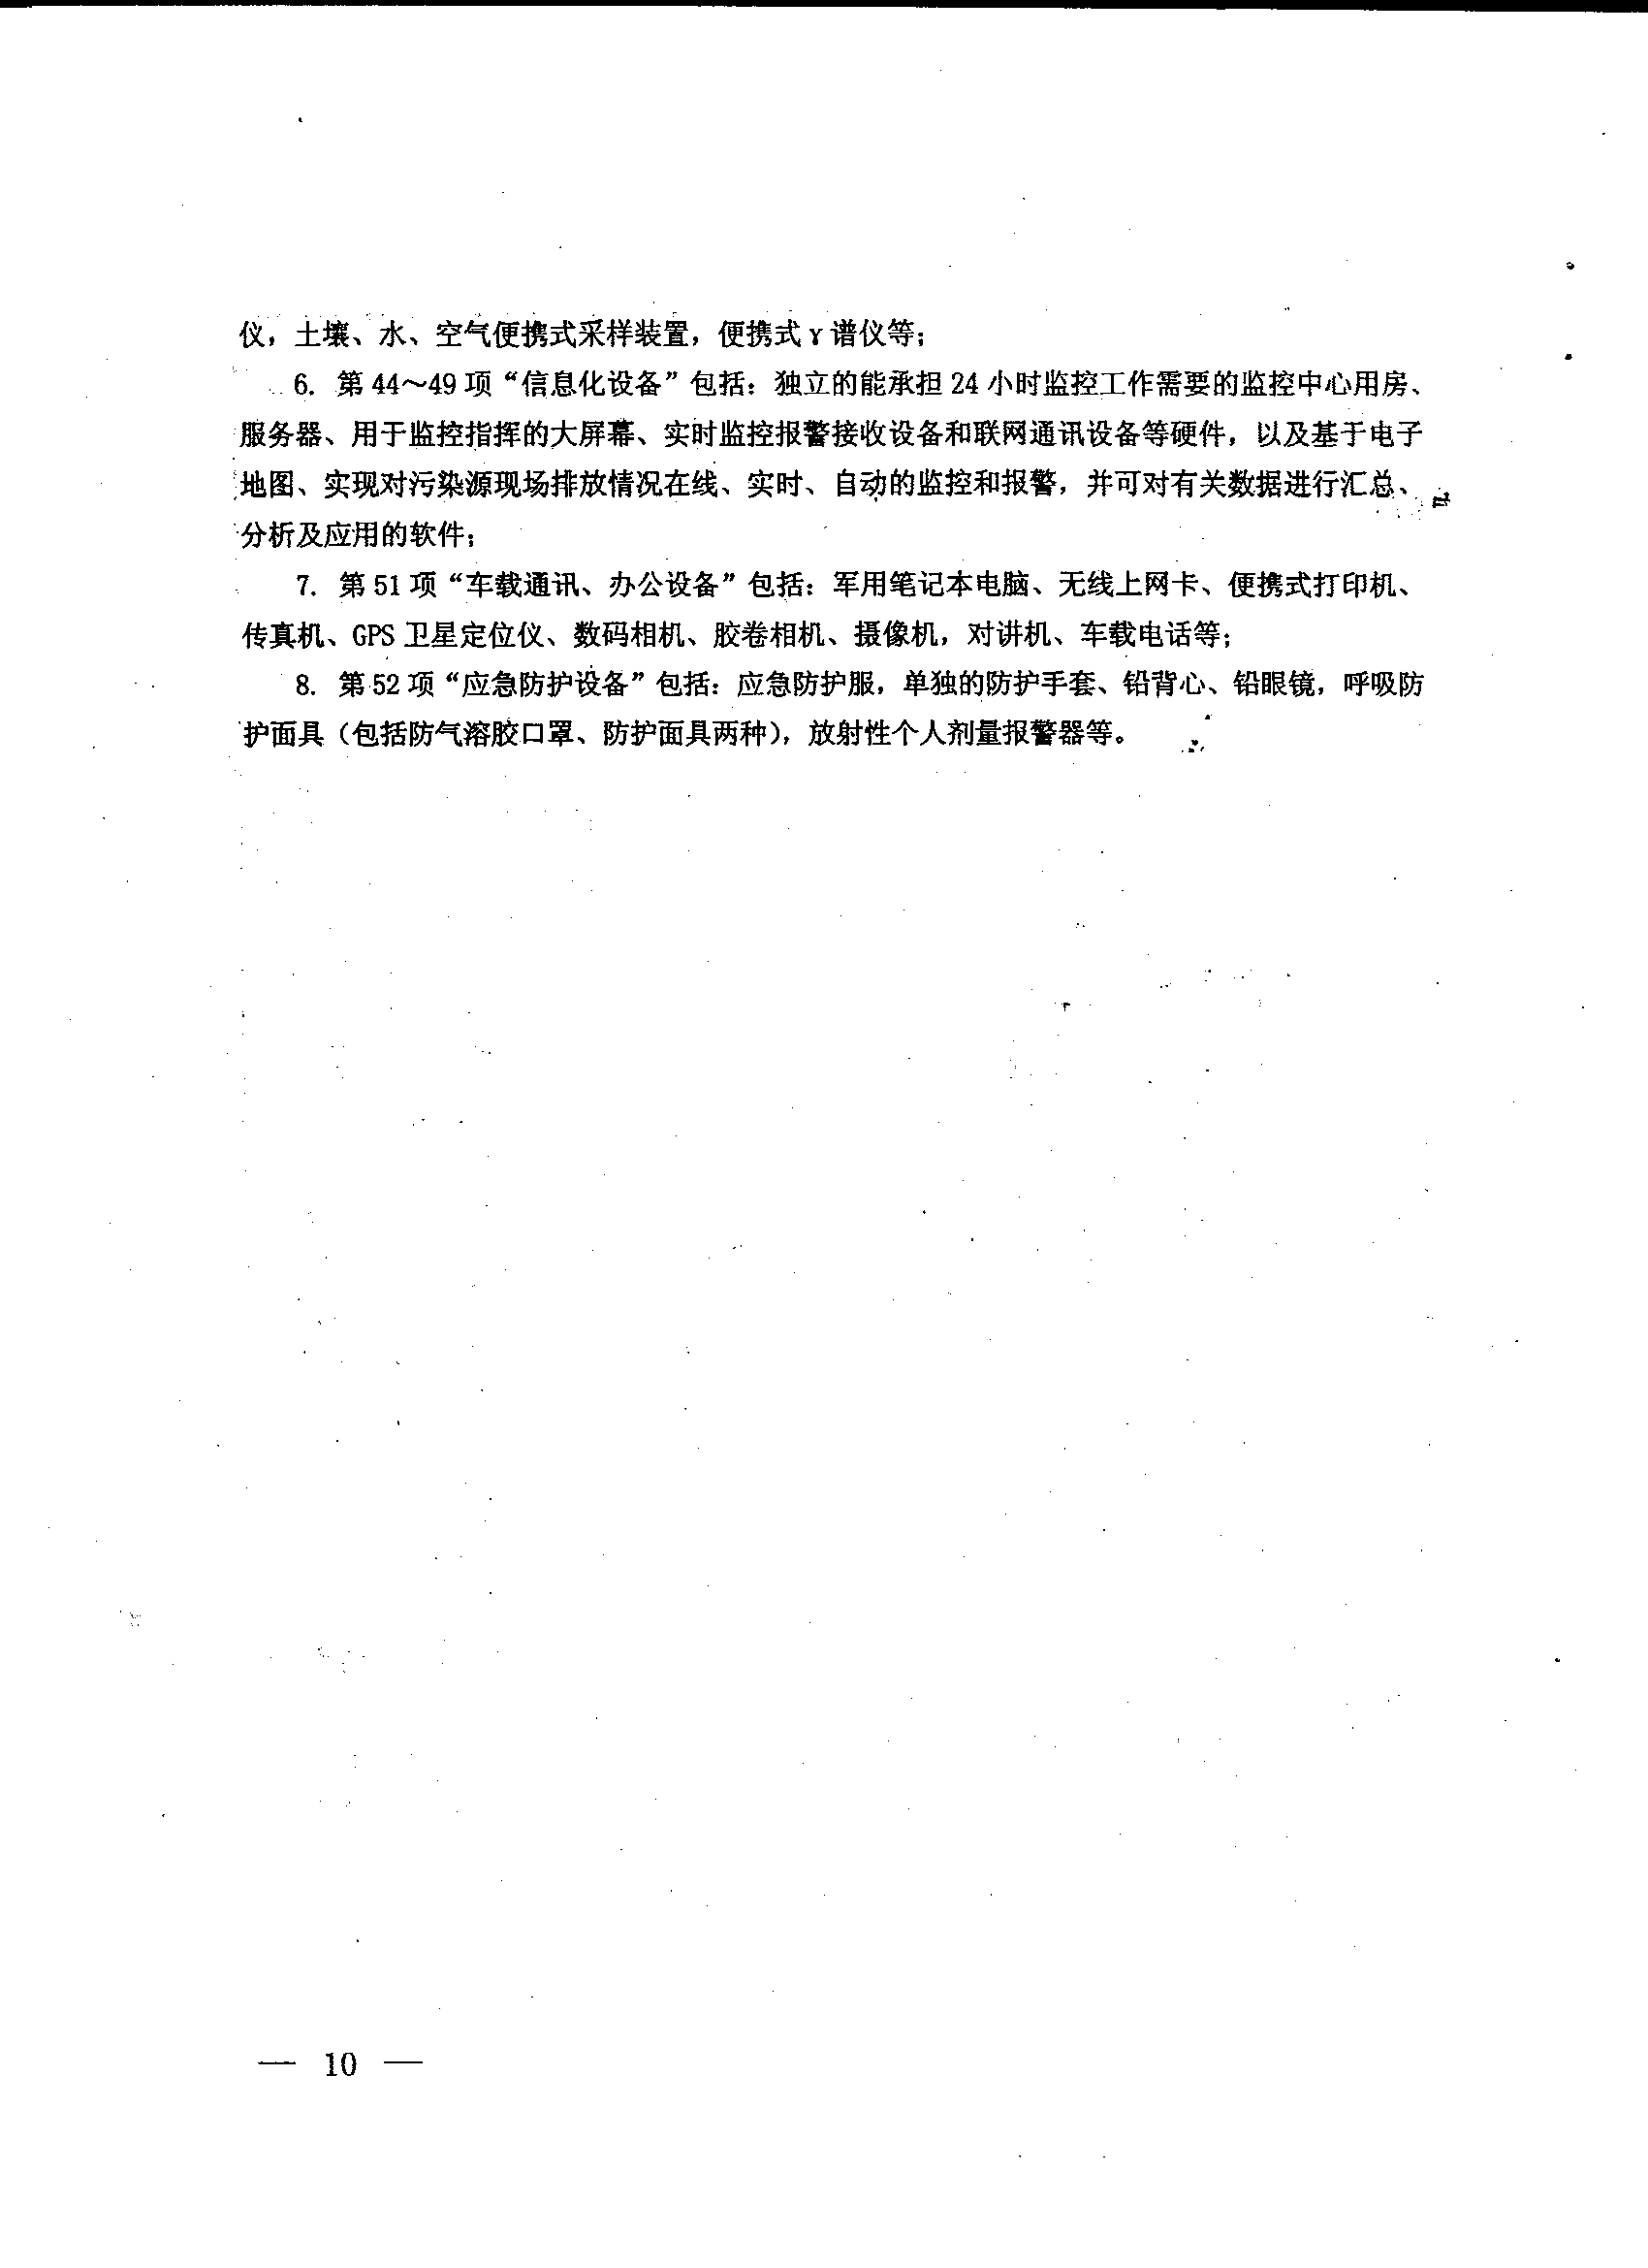 仪，土壤、水、空气便携式采样装置，便携式γ谱仪等；
6. 第 44～49 项“信息化设备”包括：独立的能承担 24 小时监控工作需要的监控中心用房、
服务器、用于监控指挥的大屏幕、实时监控报警接收设备和联网通讯设备等硬件，以及基于电子
地图、实现对污染源现场排放情况在线、实时、自动的监控和报警，并可对有关数据进行汇总、
分析及应用的软件；
7. 第 51 项“车载通讯、办公设备”包括：军用笔记本电脑、无线上网卡、便携式打印机、
传真机、GPS 卫星定位仪、数码相机、胶卷相机、摄像机，对讲机、车载电话等；
8. 第 52 项“应急防护设备”包括：应急防护服，单独的防护手套、铅背心、铅眼镜，呼吸防
护面具（包括防气溶胶口罩、防护面具两种），放射性个人剂量报警器等。
— 10 —